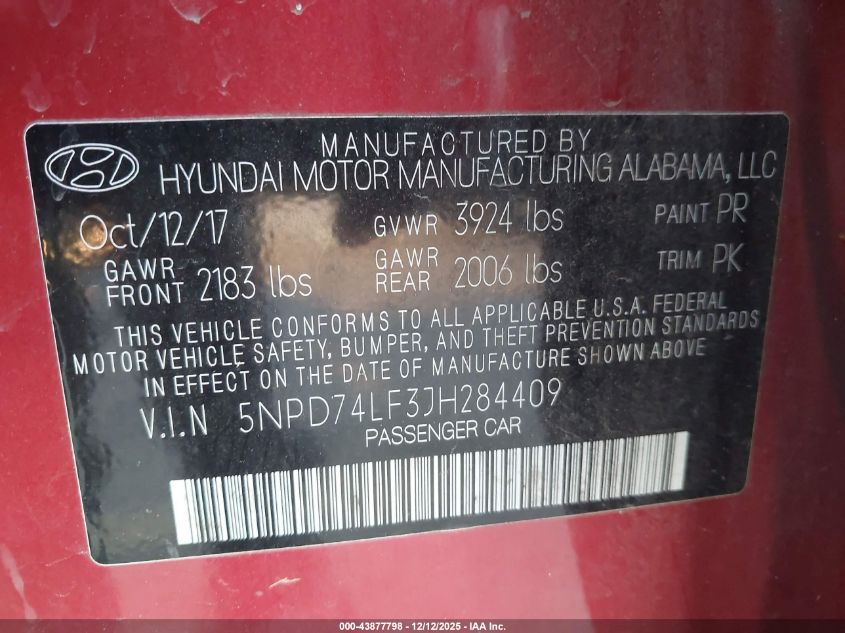 MANUFACTURED BY
HYUNDAI MOTOR MANUFACTURING ALABAMA, LLC
Oct/12/17 GVWR 3924 lbs PAINT PR
GAWR FRONT 2183 lbs GAWR REAR 2006 lbs TRIM PK
THIS VEHICLE CONFORMS TO ALL APPLICABLE U.S.A. FEDERAL
MOTOR VEHICLE SAFETY, BUMPER, AND THEFT PREVENTION STANDARDS
IN EFFECT ON THE DATE OF MANUFACTURE SHOWN ABOVE
V.I.N 5NPD74LF3JH284409
PASSENGER CAR
000-43877798 - 12/12/2025 - IAA Inc.